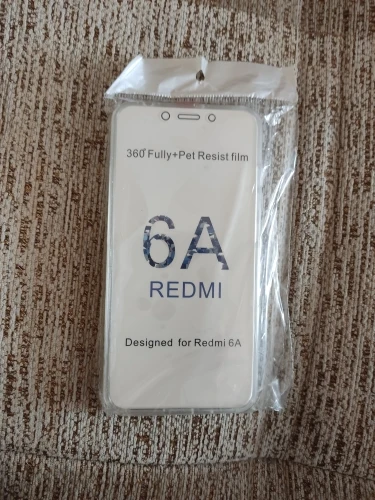 360° Fully+Pet Resist film
6A
REDMI
Designed for Redmi 6A